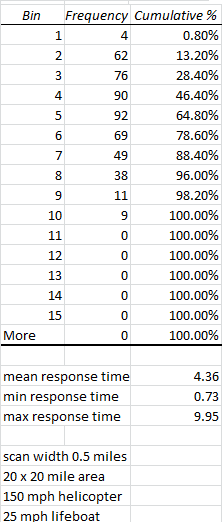 Bin Frequency Cumulative %
1 4 0.80%
2 62 13.20%
3 76 28.40%
4 90 46.40%
5 92 64.80%
6 69 78.60%
7 49 88.40%
8 38 96.00%
9 11 98.20%
10 9 100.00%
11 0 100.00%
12 0 100.00%
13 0 100.00%
14 0 100.00%
15 0 100.00%
More 0 100.00%
mean response time 4.36
min response time 0.73
max response time 9.95
scan width 0.5 miles
20 x 20 mile area
150 mph helicopter
25 mph lifeboat